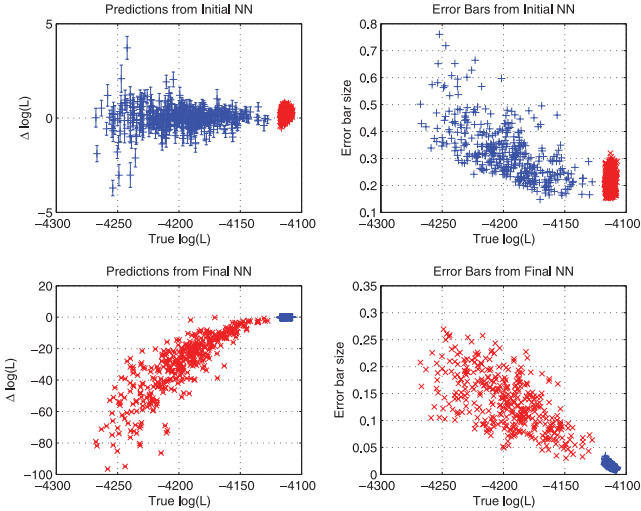 Predictions from Initial NN
5
0
−5
Δ log(L)
−4300 −4250 −4200 −4150 −4100
True log(L)
Error Bars from Initial NN
0.8
0.7
0.6
0.5
0.4
0.3
0.2
0.1
Error bar size
−4300 −4250 −4200 −4150 −4100
True log(L)
Predictions from Final NN
20
0
−20
−40
−60
−80
−100
Δ log(L)
−4300 −4250 −4200 −4150 −4100
True log(L)
Error Bars from Final NN
0.35
0.3
0.25
0.2
0.15
0.1
0.05
0
Error bar size
−4300 −4250 −4200 −4150 −4100
True log(L)